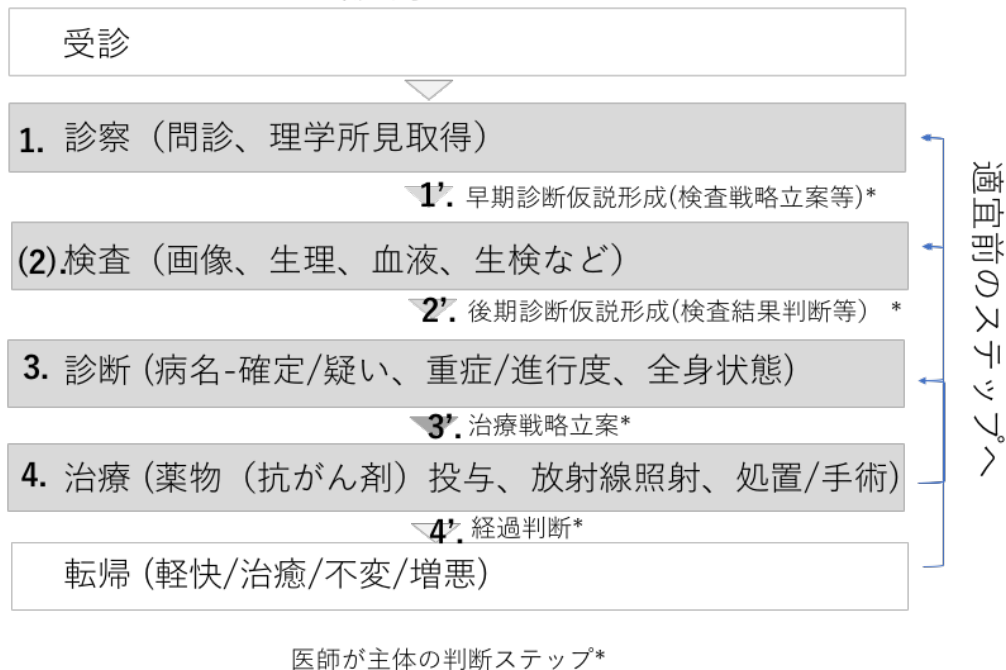 受診
1. 診察（問診、理学所見取得）
1’. 早期診断仮説形成(検査戦略立案等)*
(2).検査（画像、生理、血液、生検など）
2’. 後期診断仮説形成(検査結果判断等） *
3. 診断 (病名-確定/疑い、重症/進行度、全身状態)
3’. 治療戦略立案*
4. 治療 (薬物（抗がん剤）投与、放射線照射、処置/手術)
4’. 経過判断*
転帰 (軽快/治癒/不変/増悪)
適宜前のステップへ
医師が主体の判断ステップ*